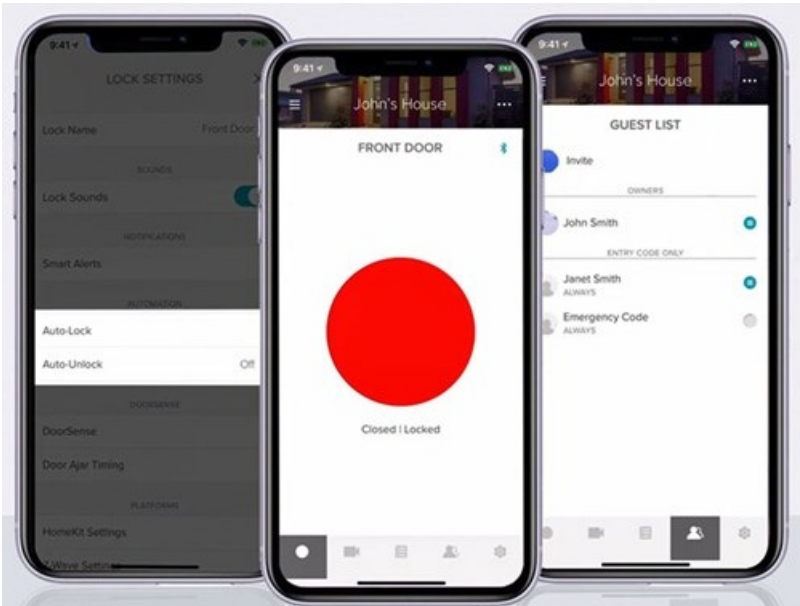 9:41
LOCK SETTINGS
Lock Name Front Door
SOUNDS
Lock Sounds
NOTIFICATIONS
Smart Alerts
AUTOMATION
Auto-Lock
Auto-Unlock Off
DOORSENSE
DoorSense
Door Ajar Timing
PLATFORMS
HomeKit Settings
Z-Wave Settings
9:41
John's House
FRONT DOOR
Closed | Locked
9:41
John's House
GUEST LIST
Invite
OWNERS
John Smith
ENTRY CODE ONLY
Janet Smith
ALWAYS
Emergency Code
ALWAYS